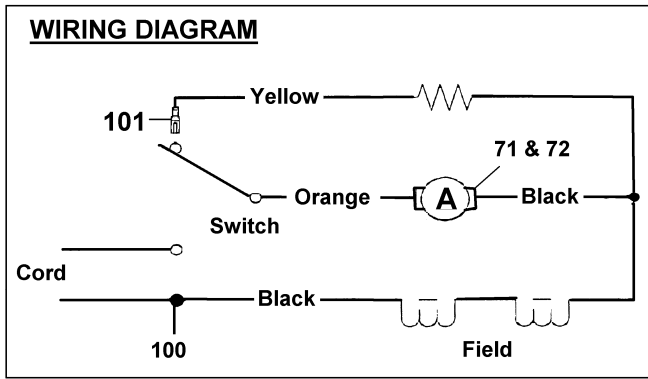 WIRING DIAGRAM
Yellow
101
71 & 72
Orange
A
Black
Switch
Cord
Black
100
Field